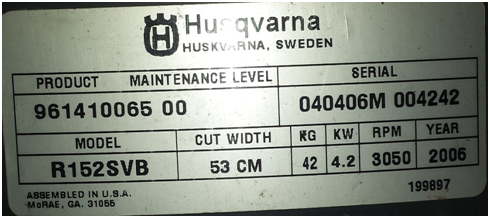 Husqvarna
HUSKVARNA, SWEDEN
PRODUCT MAINTENANCE LEVEL SERIAL
961410065 00 040406M 004242
MODEL CUT WIDTH KG KW RPM YEAR
R152SVB 53 CM 42 4.2 3050 2006
ASSEMBLED IN U.S.A. 199897
McRAE, GA. 31055